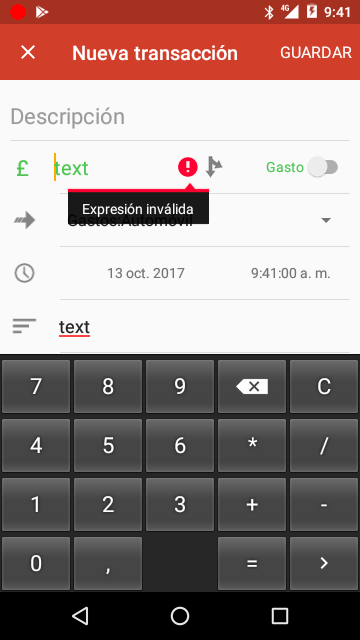 4G 9:41
Nueva transacción GUARDAR
Descripción
£ text Gasto
Expresión inválida
Gastos:Automóvil
13 oct. 2017 9:41:00 a. m.
text
7 8 9 C
4 5 6 * /
1 2 3 + -
0 , = >